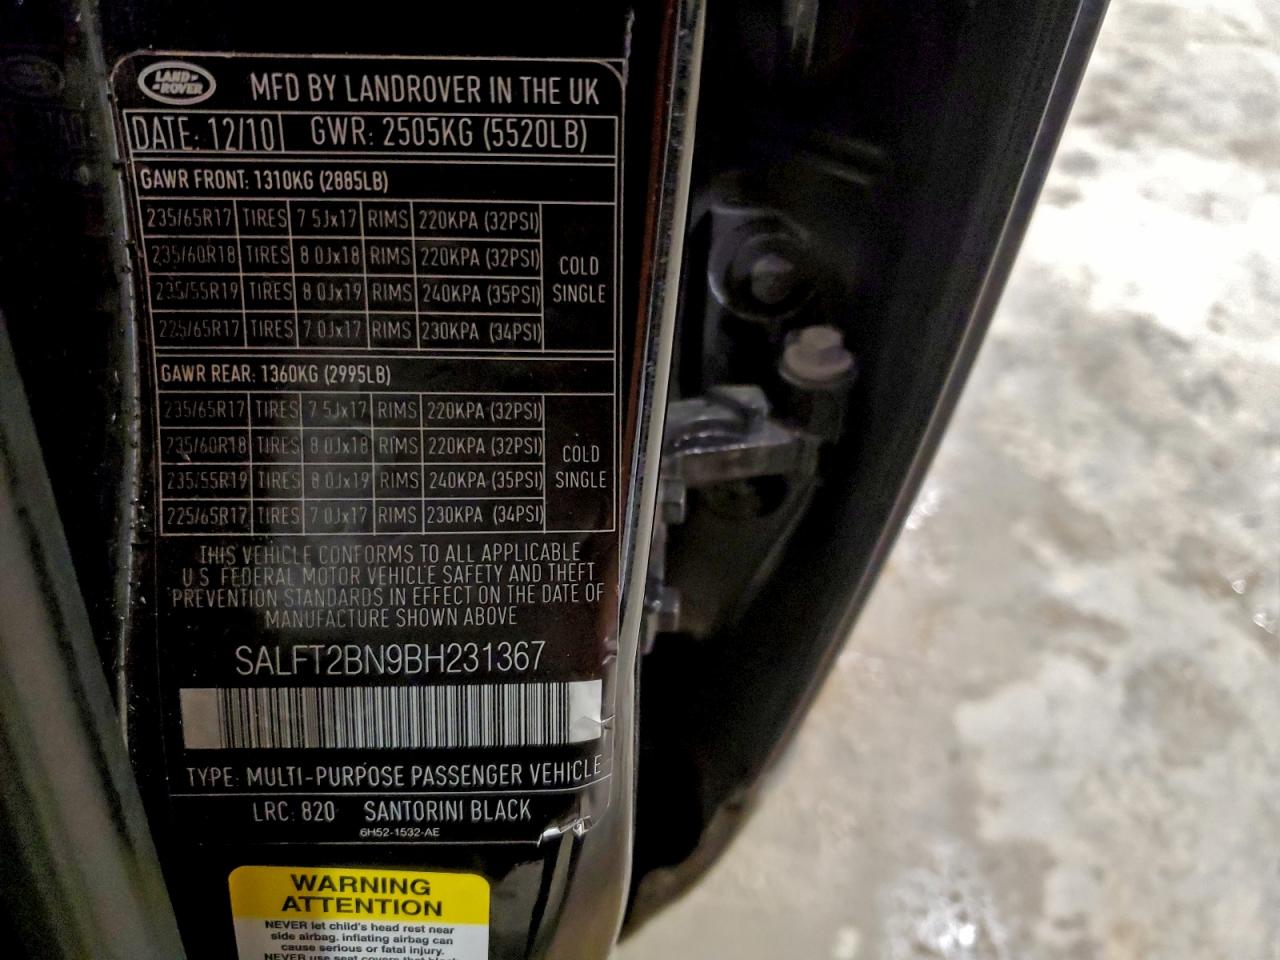 LAND ROVER
MFD BY LANDROVER IN THE UK
DATE: 12/10 GWR: 2505KG (5520LB)
GAWR FRONT: 1310KG (2885LB)
235/65R17 TIRES 7 5Jx17 RIMS 220KPA (32PSI)
235/60R18 TIRES 8 0Jx18 RIMS 220KPA (32PSI)
COLD
235/55R19 TIRES 8 0Jx19 RIMS 240KPA (35PSI)
SINGLE
225/65R17 TIRES 7 0Jx17 RIMS 230KPA (34PSI)
GAWR REAR: 1360KG (2995LB)
235/65R17 TIRES 7 5Jx17 RIMS 220KPA (32PSI)
235/60R18 TIRES 8 0Jx18 RIMS 220KPA (32PSI)
COLD
235/55R19 TIRES 8 0Jx19 RIMS 240KPA (35PSI)
SINGLE
225/65R17 TIRES 7 0Jx17 RIMS 230KPA (34PSI)
THIS VEHICLE CONFORMS TO ALL APPLICABLE
U S FEDERAL MOTOR VEHICLE SAFETY AND THEFT
PREVENTION STANDARDS IN EFFECT ON THE DATE OF
MANUFACTURE SHOWN ABOVE
SALFT2BN9BH231367
TYPE: MULTI-PURPOSE PASSENGER VEHICLE
LRC: 820 SANTORINI BLACK
6H52-1532-AE
WARNING
ATTENTION
NEVER let child's head rest near
side airbag. inflating airbag can
cause serious or fatal injury.
NEVER use seat covers that block